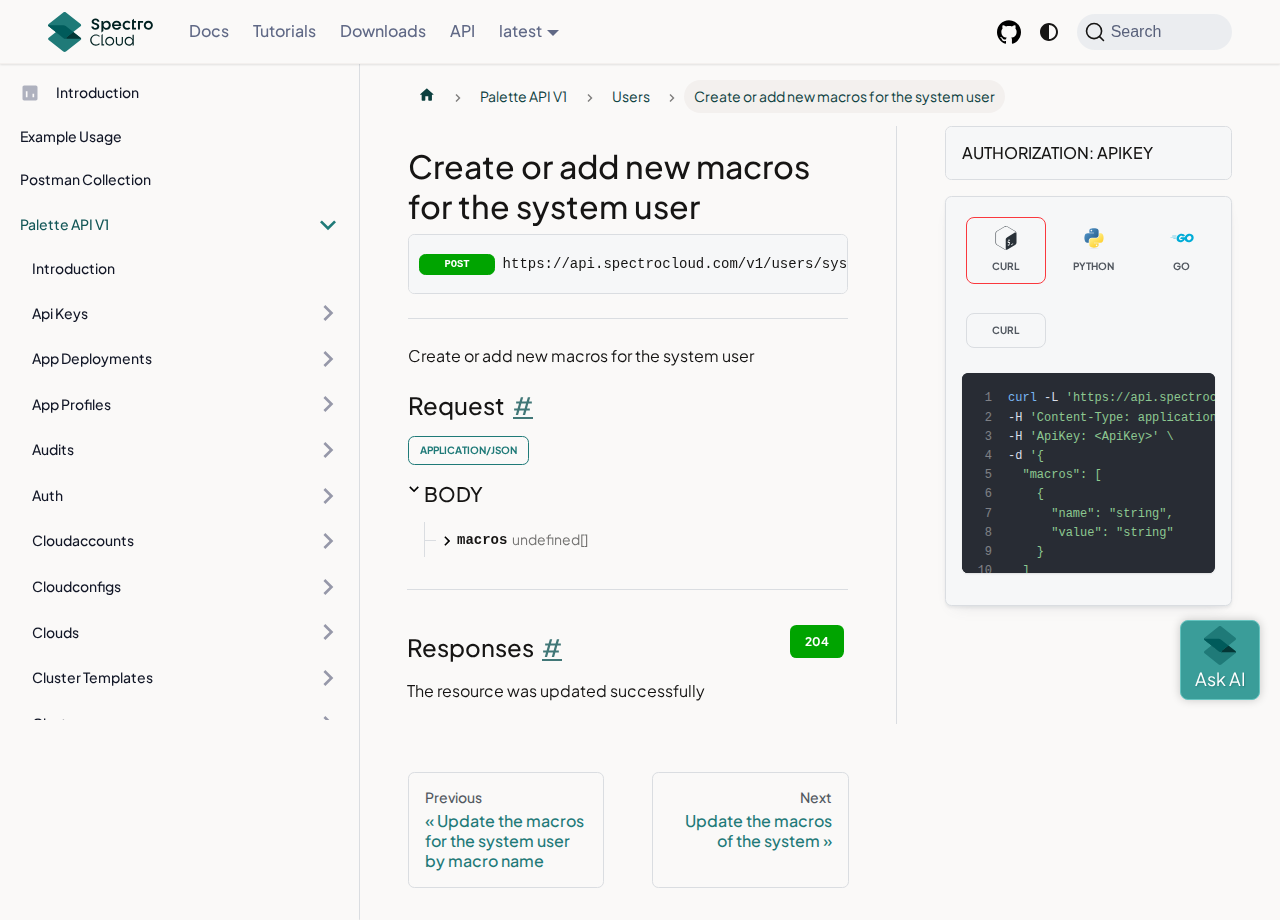 Spectro
Cloud
Docs
Tutorials
Downloads
API
latest
Search
Introduction
Example Usage
Postman Collection
Palette API V1
Introduction
Api Keys
App Deployments
App Profiles
Audits
Auth
Cloudaccounts
Cloudconfigs
Clouds
Cluster Templates
Palette API V1
Users
Create or add new macros for the system user
Create or add new macros
for the system user
POST https://api.spectrocloud.com/v1/users/sys
Create or add new macros for the system user
Request #
APPLICATION/JSON
BODY
macros undefined[]
Responses #
204
The resource was updated successfully
Previous
« Update the macros
for the system user
by macro name
Next
Update the macros
of the system »
AUTHORIZATION: APIKEY
CURL
PYTHON
GO
CURL
1 curl -L 'https://api.spectroc
2 -H 'Content-Type: application
3 -H 'ApiKey: <ApiKey>' \
4 -d '{
5 "macros": [
6 {
7 "name": "string",
8 "value": "string"
9 }
10 ]
Ask AI